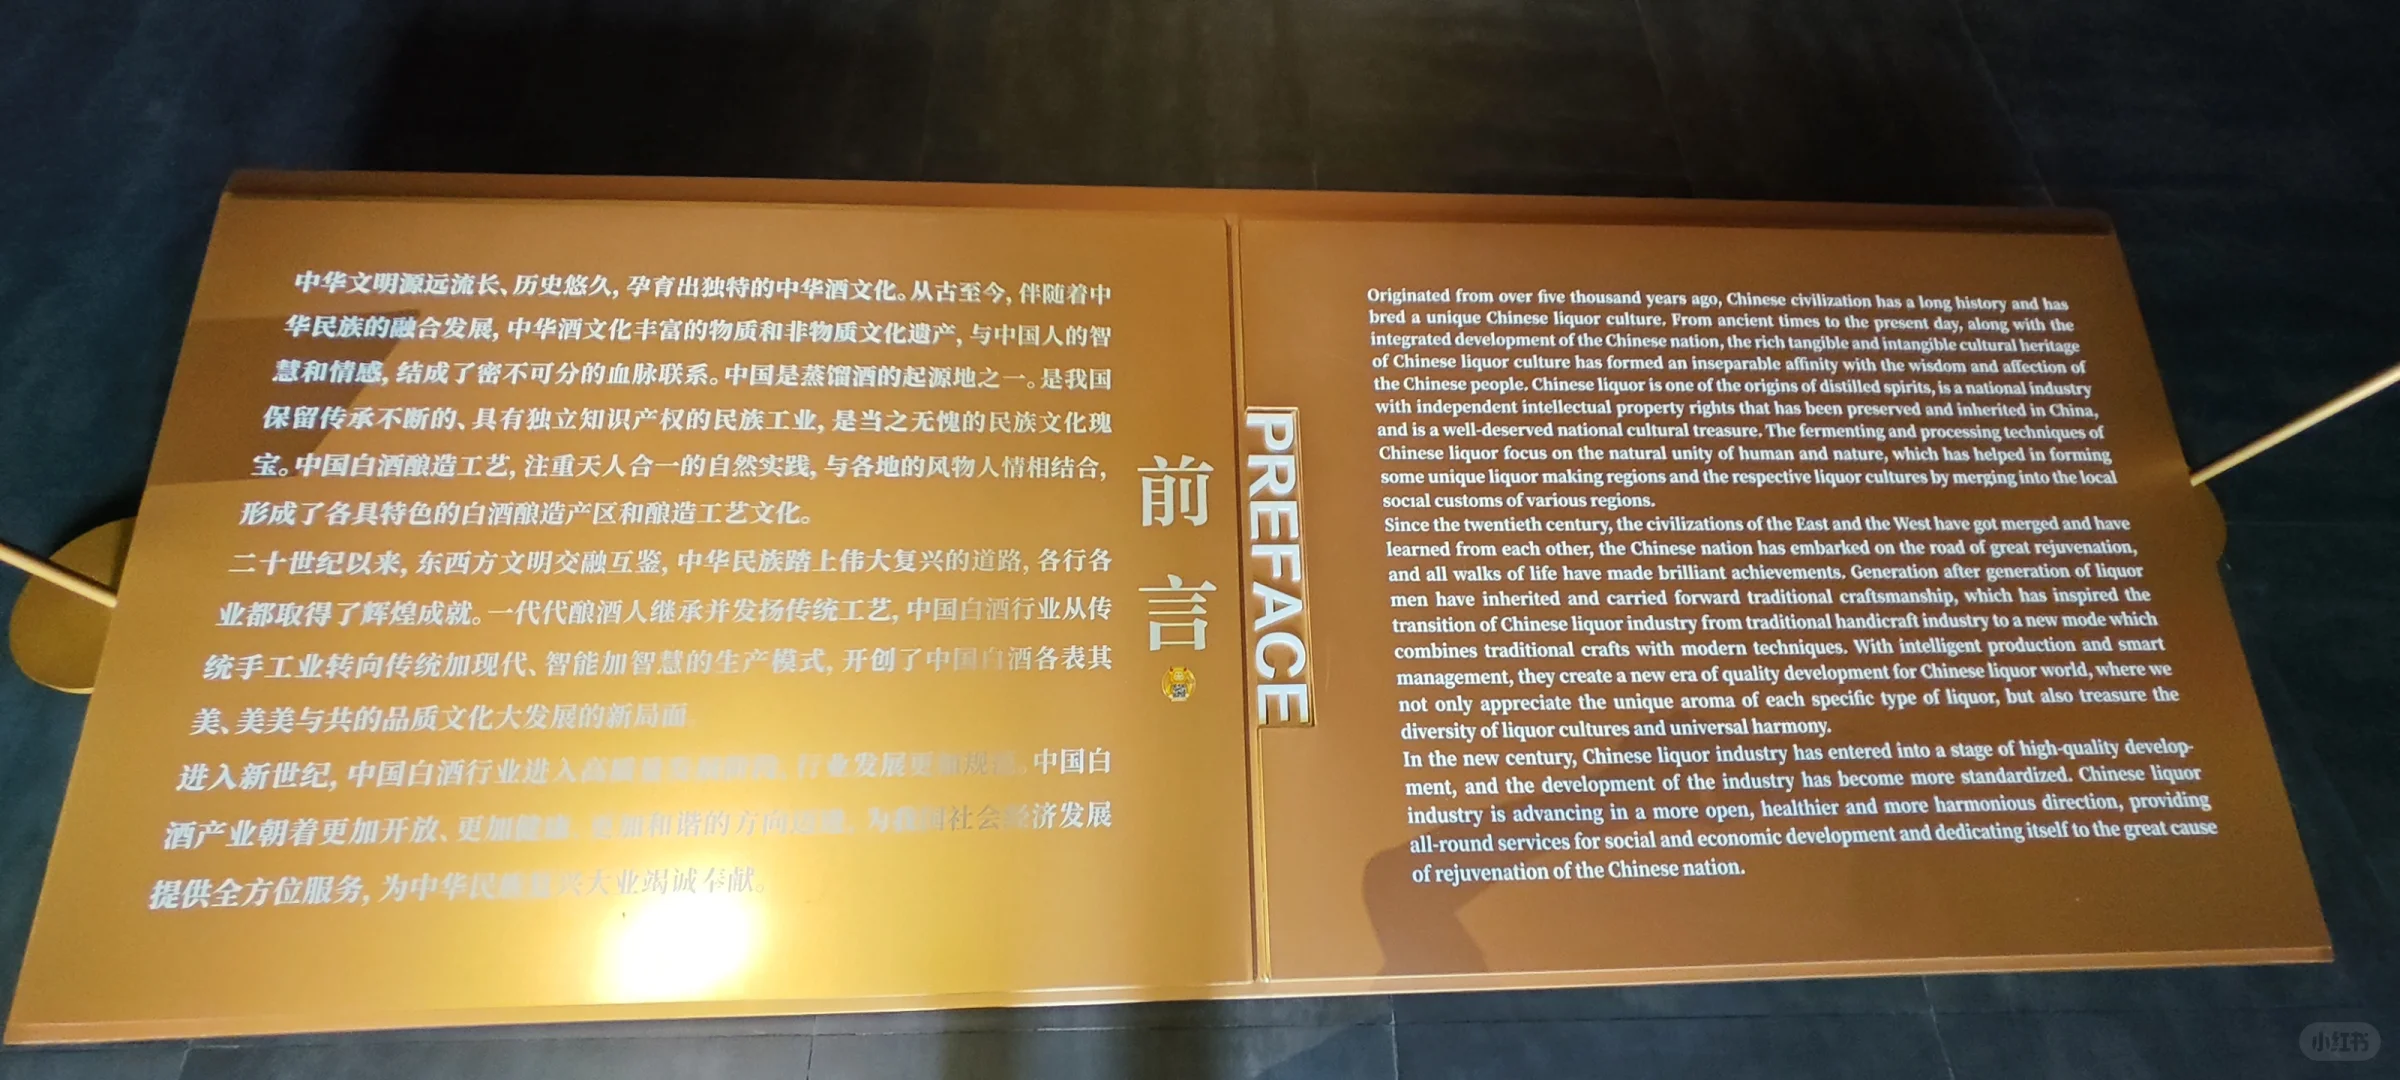 中华文明源远流长、历史悠久, 孕育出独特的中华酒文化。从古至今, 伴随着中
华民族的融合发展, 中华酒文化丰富的物质和非物质文化遗产, 与中国人的智
慧和情感, 结成了密不可分的血脉联系。中国是蒸馏酒的起源地之一。是我国
保留传承不断的、具有独立知识产权的民族工业, 是当之无愧的民族文化瑰
宝。中国白酒酿造工艺, 注重天人合一的自然实践, 与各地的风物人情相结合,
形成了各具特色的白酒酿造产区和酿造工艺文化。
二十世纪以来, 东西方文明交融互鉴, 中华民族踏上伟大复兴的道路, 各行各
业都取得了辉煌成就。一代代酿酒人继承并发扬传统工艺, 中国白酒行业从传
统手工业转向传统加现代、智能加智慧的生产模式, 开创了中国白酒各表其
美、美美与共的品质文化大发展的新局面。
进入新世纪, 中国白酒行业进入高 行业发展更加规 。中国白
酒产业朝着更加开放、更加健康、更加和谐的方向 为我国社会经济发展
提供全方位服务, 为中华民族复兴大业竭诚奉献。
前言
PREFACE
Originated from over five thousand years ago, Chinese civilization has a long history and has
bred a unique Chinese liquor culture. From ancient times to the present day, along with the
integrated development of the Chinese nation, the rich tangible and intangible cultural heritage
of Chinese liquor culture has formed an inseparable affinity with the wisdom and affection of
the Chinese people. Chinese liquor is one of the origins of distilled spirits, is a national industry
with independent intellectual property rights that has been preserved and inherited in China,
and is a well-deserved national cultural treasure. The fermenting and processing techniques of
Chinese liquor focus on the natural unity of human and nature, which has helped in forming
some unique liquor making regions and the respective liquor cultures by merging into the local
social customs of various regions.
Since the twentieth century, the civilizations of the East and the West have got merged and have
learned from each other, the Chinese nation has embarked on the road of great rejuvenation,
and all walks of life have made brilliant achievements. Generation after generation of liquor
men have inherited and carried forward traditional craftsmanship, which has inspired the
transition of Chinese liquor industry from traditional handicraft industry to a new mode which
combines traditional crafts with modern techniques. With intelligent production and smart
management, they create a new era of quality development for Chinese liquor world, where we
not only appreciate the unique aroma of each specific type of liquor, but also treasure the
diversity of liquor cultures and universal harmony.
In the new century, Chinese liquor industry has entered into a stage of high-quality develop-
ment, and the development of the industry has become more standardized. Chinese liquor
industry is advancing in a more open, healthier and more harmonious direction, providing
all-round services for social and economic development and dedicating itself to the great cause
of rejuvenation of the Chinese nation.
小红书